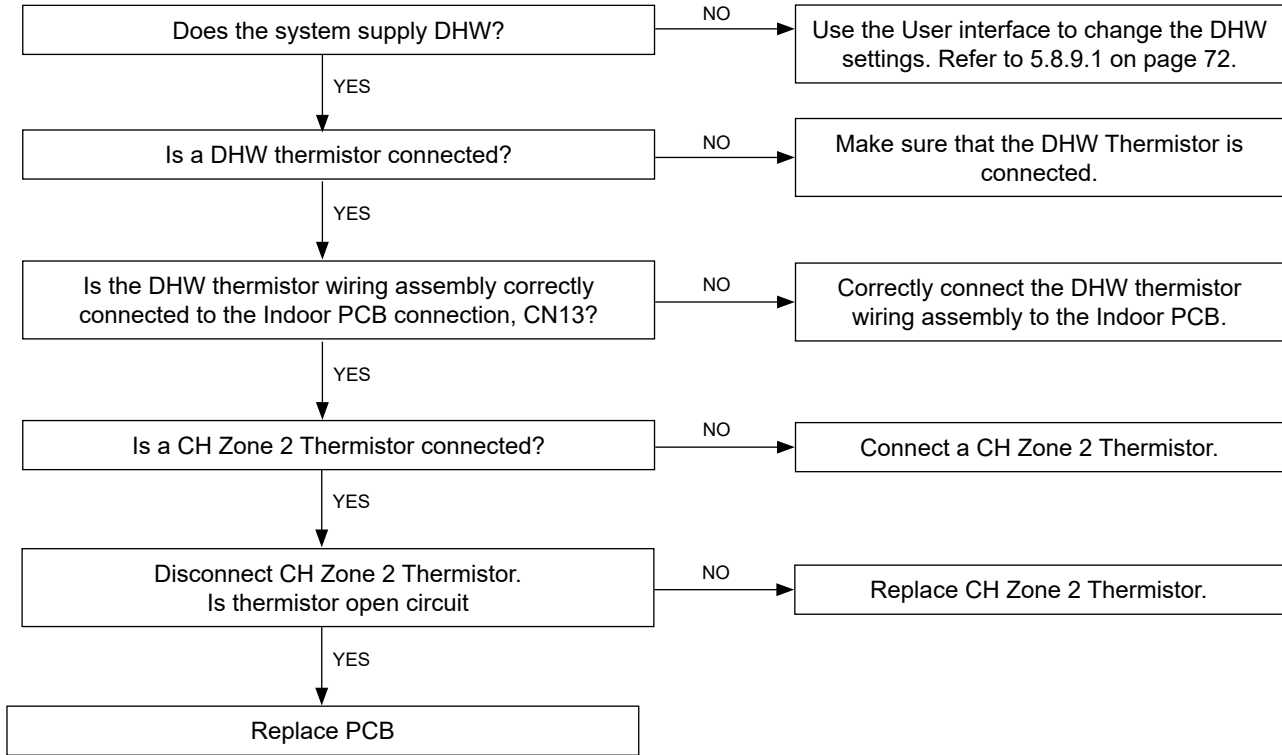 Does the system supply DHW?
NO
Use the User interface to change the DHW
settings. Refer to 5.8.9.1 on page 72.
YES
Is a DHW thermistor connected?
NO
Make sure that the DHW Thermistor is
connected.
YES
Is the DHW thermistor wiring assembly correctly
connected to the Indoor PCB connection, CN13?
NO
Correctly connect the DHW thermistor
wiring assembly to the Indoor PCB.
YES
Is a CH Zone 2 Thermistor connected?
NO
Connect a CH Zone 2 Thermistor.
YES
Disconnect CH Zone 2 Thermistor.
Is thermistor open circuit
NO
Replace CH Zone 2 Thermistor.
YES
Replace PCB